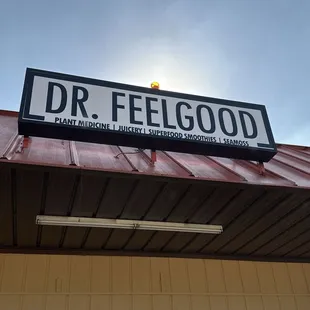 DR. FEELGOOD
PLANT MEDICINE | JUICERY | SUPERFOOD SMOOTHIES | SEAMOSS